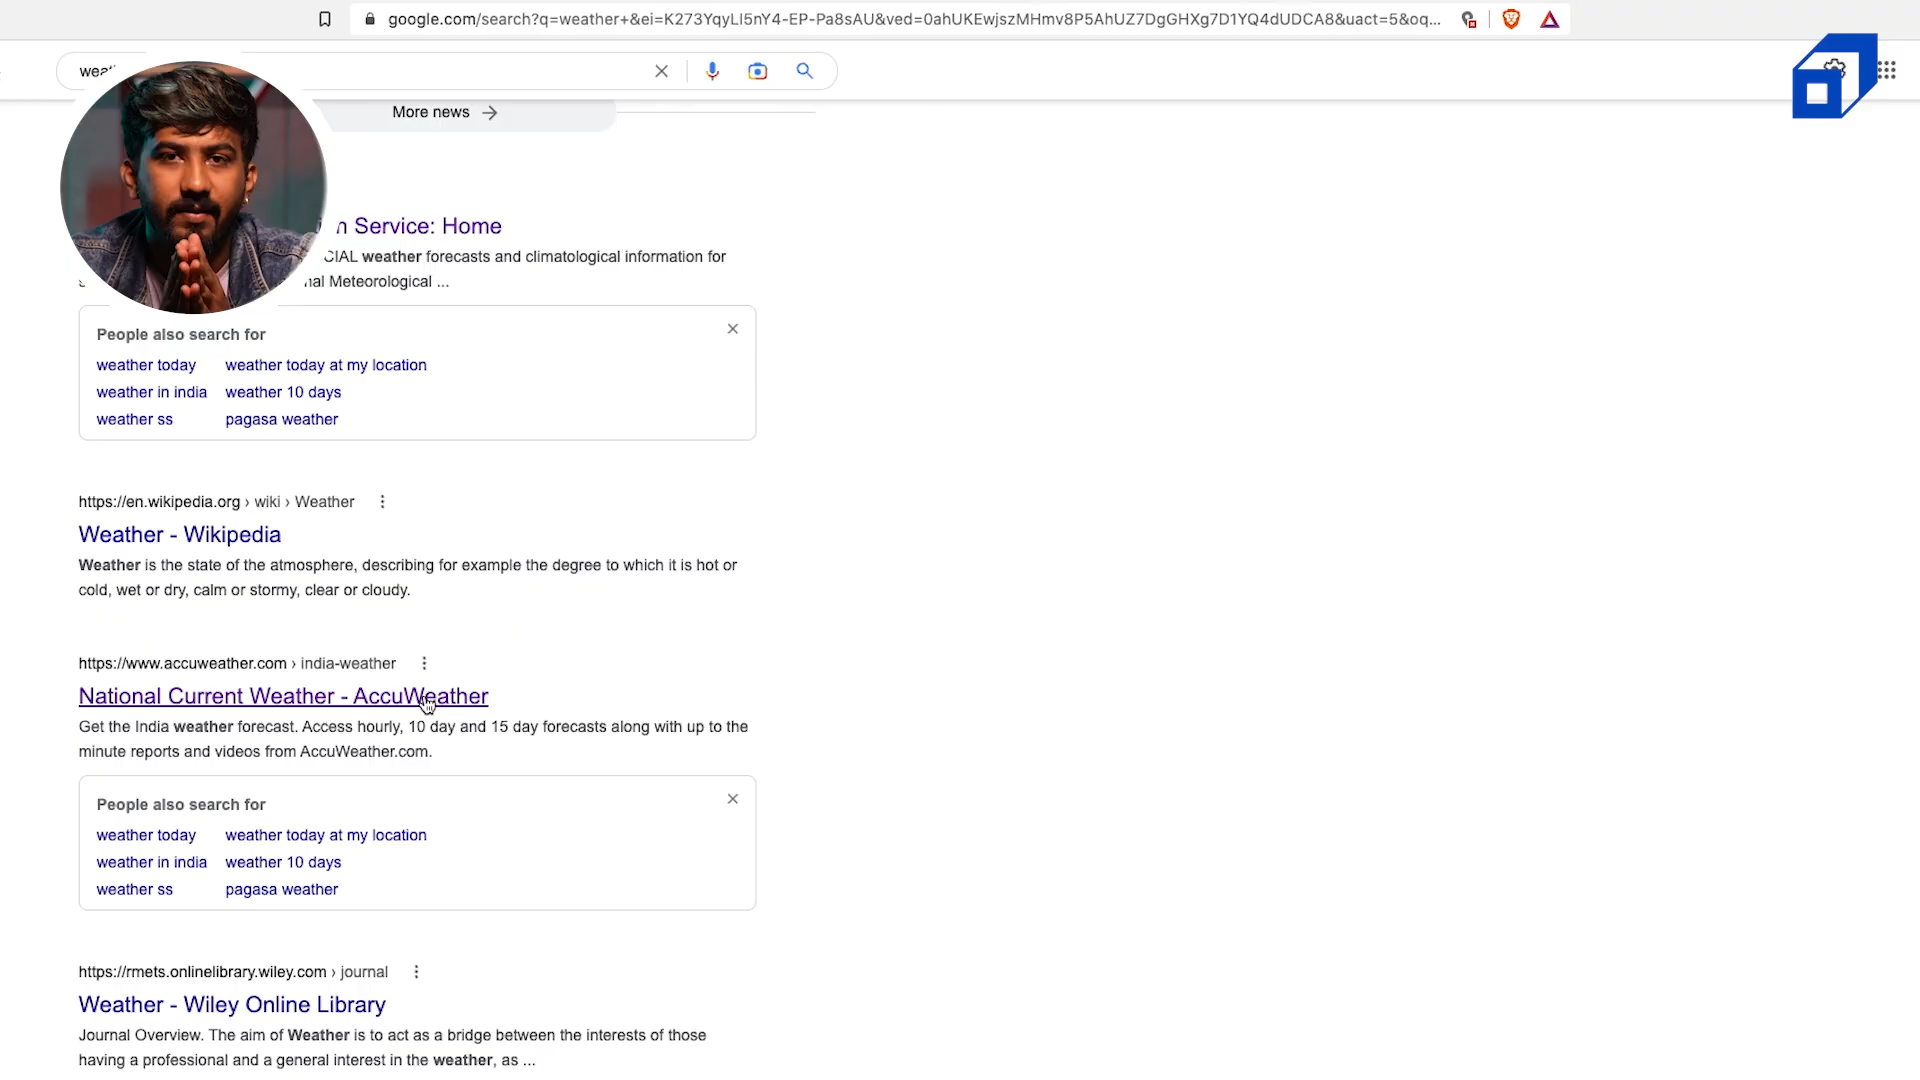 google.com/search?q=weather+&ei=K273YqyLI5nY4-EP-Pa8sAU&ved=0ahUKEwjszMHmv8P5AhUZ7DgGHXg7D1YQ4dUDCA8&uact=5&oq...
More news →
Service: Home
weather forecasts and climatological information for
Meteorological ...
People also search for
weather today weather today at my location
weather in india weather 10 days
weather ss pagasa weather
https://en.wikipedia.org › wiki › Weather
Weather - Wikipedia
Weather is the state of the atmosphere, describing for example the degree to which it is hot or
cold, wet or dry, calm or stormy, clear or cloudy.
https://www.accuweather.com › india-weather
National Current Weather - AccuWeather
Get the India weather forecast. Access hourly, 10 day and 15 day forecasts along with up to the
minute reports and videos from AccuWeather.com.
People also search for
weather today weather today at my location
weather in india weather 10 days
weather ss pagasa weather
https://rmets.onlinelibrary.wiley.com › journal
Weather - Wiley Online Library
Journal Overview. The aim of Weather is to act as a bridge between the interests of those
having a professional and a general interest in the weather, as ...